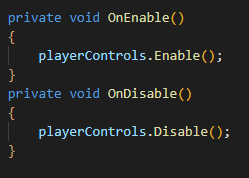 private void OnEnable()
{
    playerControls.Enable();
}
private void OnDisable()
{
    playerControls.Disable();
}